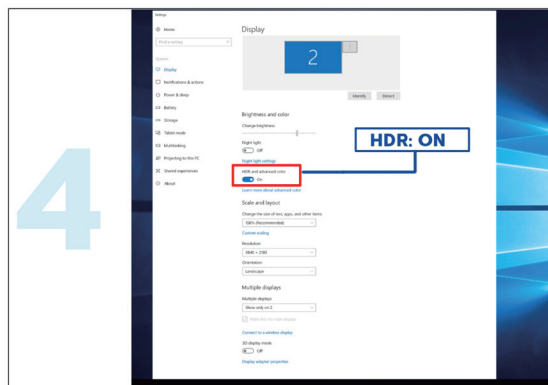 4
Settings
Home
Find a setting
System
Display
Notifications & actions
Power & sleep
Battery
Storage
Tablet mode
Multitasking
Projecting to this PC
Shared experiences
About
Display
2
Identify
Detect
Brightness and color
Change brightness
Night light
Off
Night light settings
HDR and advanced color
On
Learn more about advanced color
HDR: ON
Scale and layout
Change the size of text, apps, and other items
100% (Recommended)
Custom scaling
Resolution
3840 × 2160
Orientation
Landscape
Multiple displays
Multiple displays
Show only on 2
Make this my main display
Connect to a wireless display
3D display mode
Off
Display adapter properties